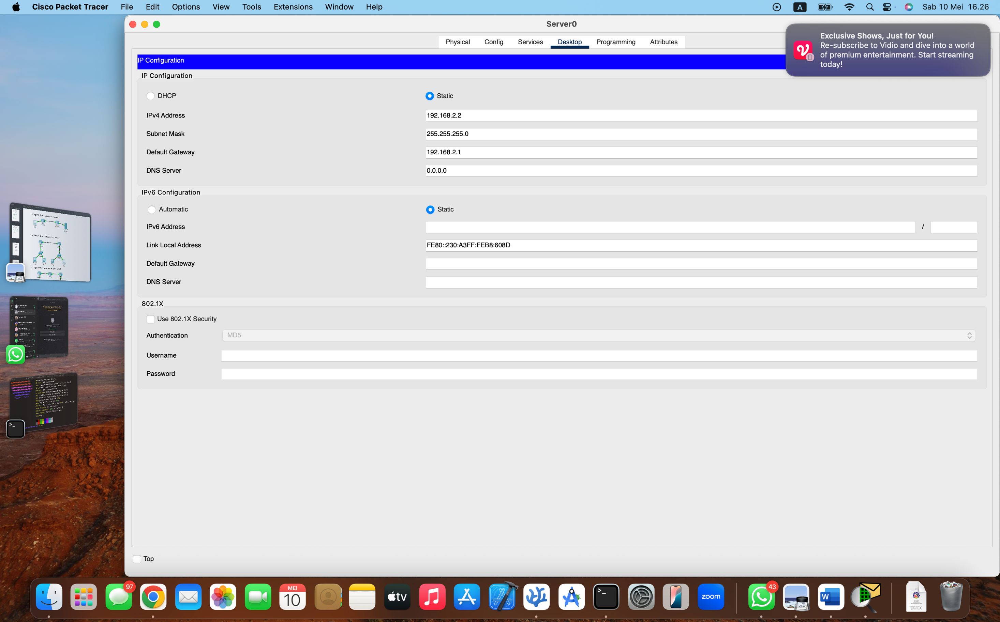 Cisco Packet Tracer File Edit Options View Tools Extensions Window Help A Sab 10 Mei 16.26
Server0
Exclusive Shows, Just for You!
Re-subscribe to Vidio and dive into a world
of premium entertainment. Start streaming
today!
Physical Config Services Desktop Programming Attributes
IP Configuration
IP Configuration
DHCP Static
IPv4 Address 192.168.2.2
Subnet Mask 255.255.255.0
Default Gateway 192.168.2.1
DNS Server 0.0.0.0
IPv6 Configuration
Automatic Static
IPv6 Address /
Link Local Address FE80::230:A3FF:FEB8:608D
Default Gateway
DNS Server
802.1X
Use 802.1X Security
Authentication MD5
Username
Password
Top
97 MEI 10 tv >_ zoom 43 W DOCX